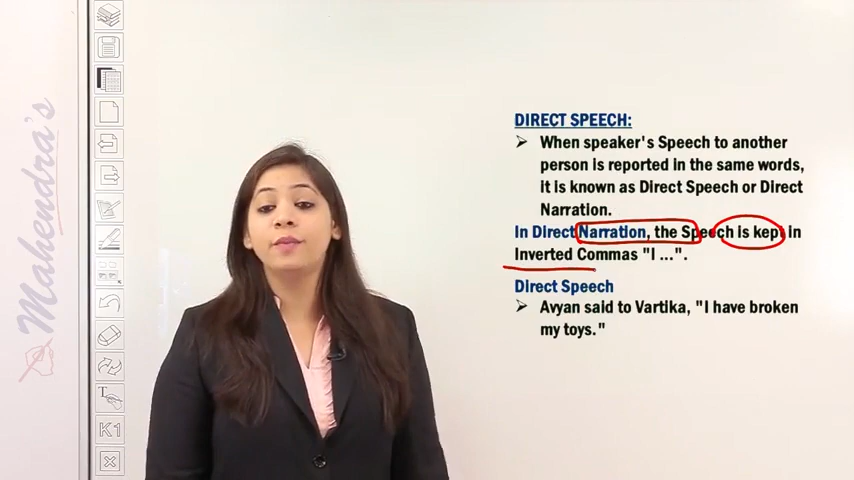 Mahendra's
DIRECT SPEECH:
➢ When speaker's Speech to another
person is reported in the same words,
it is known as Direct Speech or Direct
Narration.
In Direct Narration, the Speech is kept in
Inverted Commas "I ...".
Direct Speech
➢ Avyan said to Vartika, "I have broken
my toys."
T
K1